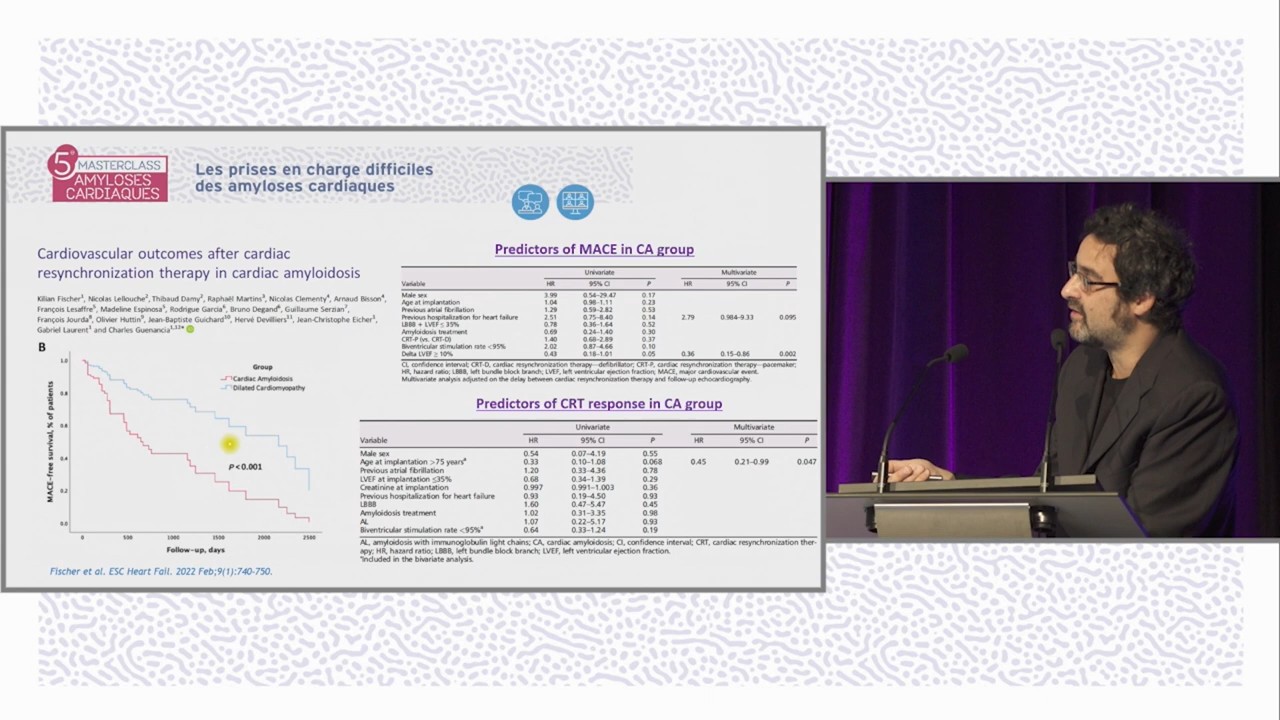 5e MASTERCLASS
AMYLOSES
CARDIAQUES
Les prises en charge difficiles
des amyloses cardiaques
Cardiovascular outcomes after cardiac
resynchronization therapy in cardiac amyloidosis
Kilian Fischer1, Nicolas Lellouche2, Thibaud Damy2, Raphaël Martins3, Nicolas Clementy4, Arnaud Bisson4,
François Lesaffre5, Madeline Espinosa5, Rodrigue Garcia6, Bruno Degand6, Guillaume Serzian7,
François Jourda8, Olivier Huttin9, Jean-Baptiste Guichard10, Hervé Devilliers11, Jean-Christophe Eicher1,
Gabriel Laurent1 and Charles Guenancia1,12*
B
MACE-free survival, % of patients
1.0
0.8
0.6
0.4
0.2
0.0
Group
Cardiac Amyloidosis
Dilated Cardiomyopathy
P<0.001
0 500 1000 1500 2000 2500
Follow-up, days
Fischer et al. ESC Heart Fail. 2022 Feb;9(1):740-750.
Predictors of MACE in CA group
Univariate Multivariate
Variable HR 95% CI P HR 95% CI P
Male sex 3.99 0.54–29.47 0.17
Age at implantation 1.04 0.98–1.11 0.23
Previous atrial fibrillation 1.29 0.59–2.82 0.53
Previous hospitalization for heart failure 2.51 0.75–8.40 0.14 2.79 0.984–9.33 0.095
LBBB + LVEF ≤ 35% 0.78 0.36–1.64 0.52
Amyloidosis treatment 0.69 0.24–1.40 0.30
CRT-P (vs. CRT-D) 1.40 0.68–2.89 0.37
Biventricular stimulation rate <95% 2.02 0.87–4.66 0.10
Delta LVEF ≥ 10% 0.43 0.18–1.01 0.05 0.36 0.15–0.86 0.002
CI, confidence interval; CRT-D, cardiac resynchronization therapy—defibrillator; CRT-P, cardiac resynchronization therapy—pacemaker;
HR, hazard ratio; LBBB, left bundle block branch; LVEF, left ventricular ejection fraction; MACE, major cardiovascular event.
Multivariate analysis adjusted on the delay between cardiac resynchronization therapy and follow-up echocardiography.
Predictors of CRT response in CA group
Univariate Multivariate
Variable HR 95% CI P HR 95% CI P
Male sex 0.54 0.07–4.19 0.55
Age at implantation >75 yearsa 0.33 0.10–1.08 0.068 0.45 0.21–0.99 0.047
Previous atrial fibrillation 1.20 0.33–4.36 0.78
LVEF at implantation ≤35% 0.68 0.34–1.39 0.29
Creatinine at implantation 0.997 0.991–1.003 0.36
Previous hospitalization for heart failure 0.93 0.19–4.50 0.93
LBBB 1.60 0.47–5.47 0.45
Amyloidosis treatment 1.02 0.31–3.35 0.98
AL 1.07 0.22–5.17 0.93
Biventricular stimulation rate <95%a 0.64 0.33–1.24 0.19
AL, amyloidosis with immunoglobulin light chains; CA, cardiac amyloidosis; CI, confidence interval; CRT, cardiac resynchronization ther-
apy; HR, hazard ratio; LBBB, left bundle block branch; LVEF, left ventricular ejection fraction.
aIncluded in the bivariate analysis.